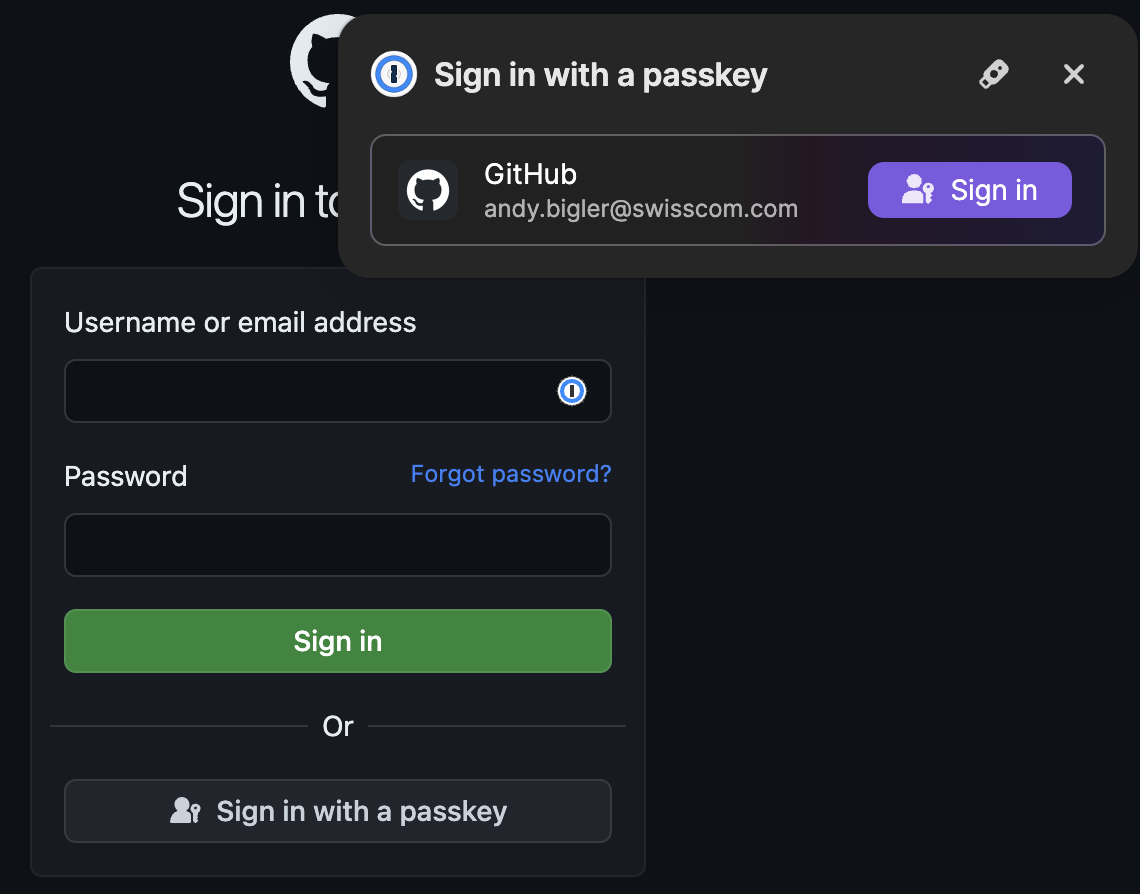 Sign in with a passkey
GitHub
andy.bigler@swisscom.com
Sign in
Sign in to
Username or email address
Password
Forgot password?
Sign in
Or
Sign in with a passkey